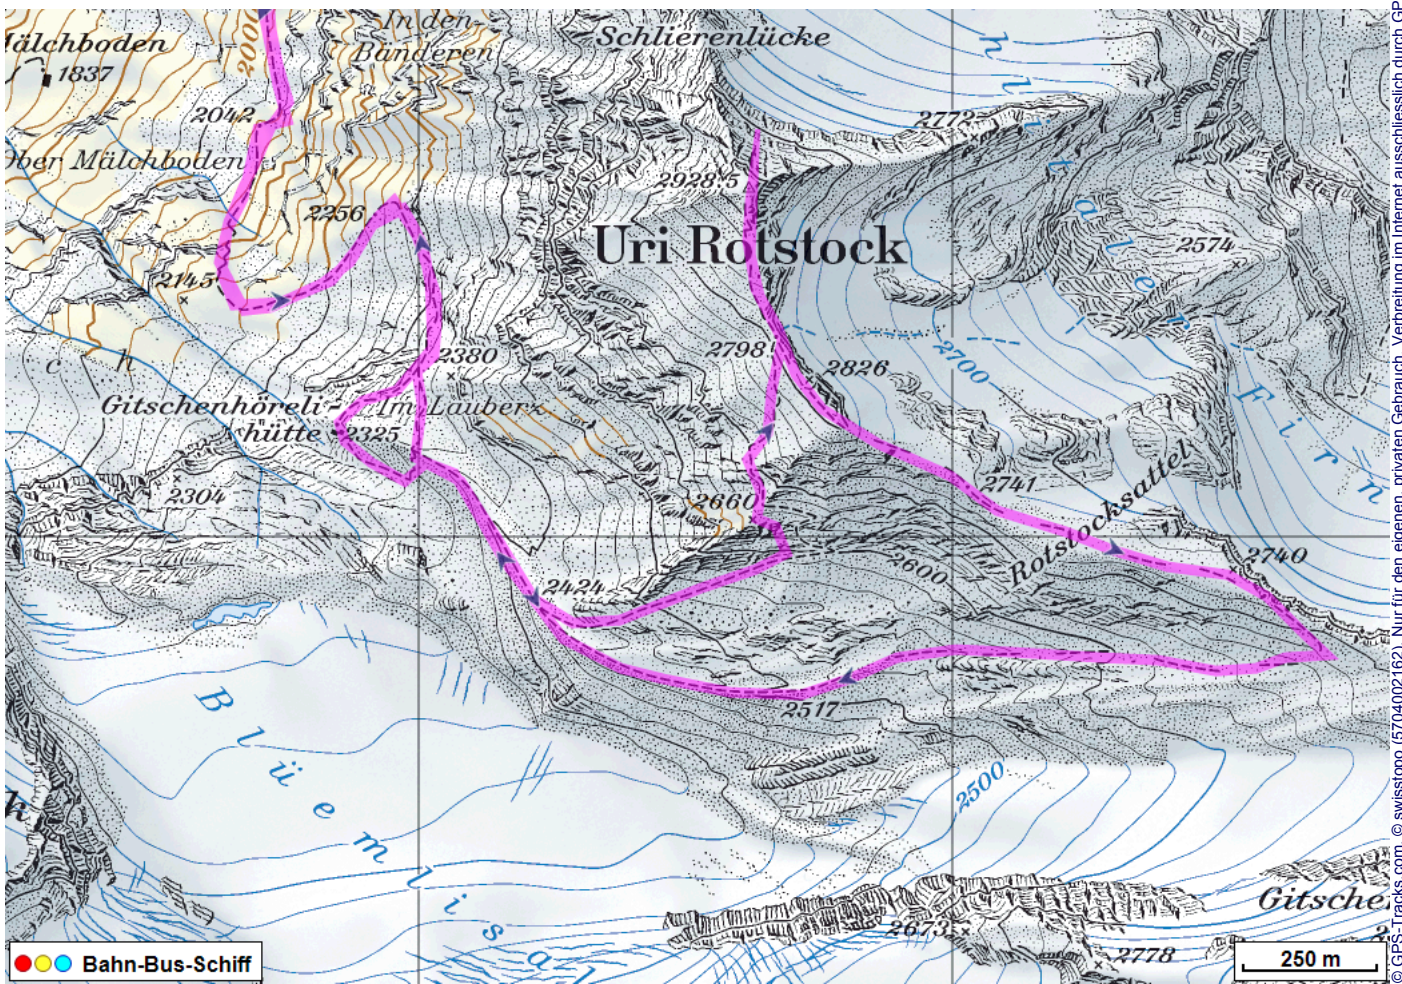 2000
In den
Bänderen
Schlierenlücke
Mälchboden
1837
2042
2772
Ober Mälchboden
2928.5
2256
Uri Rotstock
2574
2145
hlitaler Firn
2380
2798
2826
2700
c h
Gitschenhöreli-
hütte 2325
Im Lauberz
2304
2660
2741
Rotstocksattel
2740
2424
2600
2517
Blüemlisal
2500
k
Gitsche
2673
2778
Bahn-Bus-Schiff
250 m
© GPS-Tracks.com, © swisstopo (5704002162), Nur für den eigenen, privaten Gebrauch. Verbreitung im Internet ausschliesslich durch GP